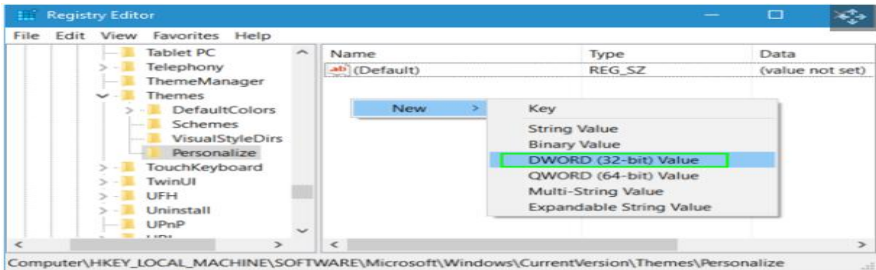 Registry Editor
File Edit View Favorites Help
Tablet PC
Telephony
ThemeManager
Themes
DefaultColors
Schemes
VisualStyleDirs
Personalize
TouchKeyboard
TwinUI
UFH
Uninstall
UPnP
Name Type Data
ab (Default) REG_SZ (value not set)
New
Key
String Value
Binary Value
DWORD (32-bit) Value
QWORD (64-bit) Value
Multi-String Value
Expandable String Value
Computer\HKEY_LOCAL_MACHINE\SOFTWARE\Microsoft\Windows\CurrentVersion\Themes\Personalize